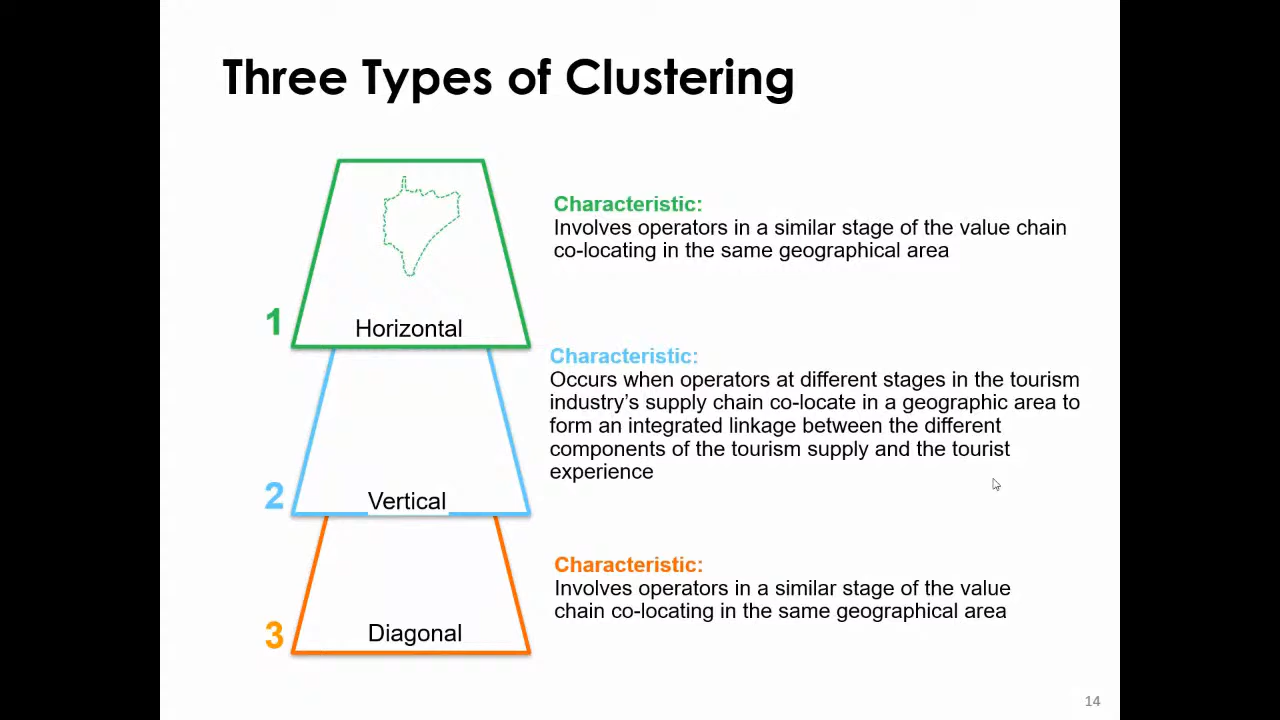 Three Types of Clustering
Characteristic:
Involves operators in a similar stage of the value chain
co-locating in the same geographical area
1
Horizontal
Characteristic:
Occurs when operators at different stages in the tourism
industry’s supply chain co-locate in a geographic area to
form an integrated linkage between the different
components of the tourism supply and the tourist
experience
2
Vertical
Characteristic:
Involves operators in a similar stage of the value
chain co-locating in the same geographical area
3
Diagonal
14